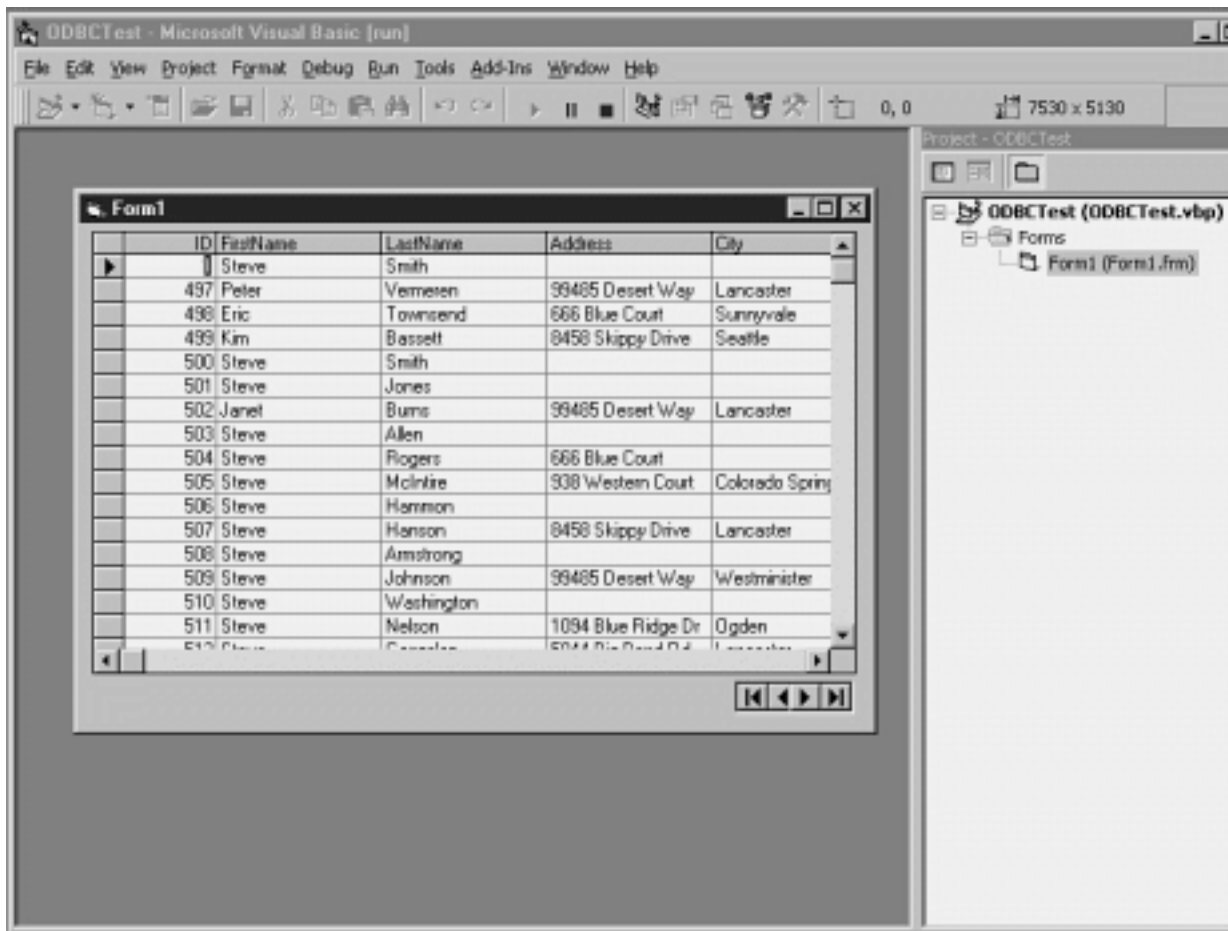 ODBCTest - Microsoft Visual Basic [run]
File Edit View Project Format Debug Run Tools Add-Ins Window Help
0, 0 7530 x 5130
Project - ODBCTest
ODBCTest (ODBCTest.vbp)
Forms
Form1 (Form1.frm)
Form1
ID FirstName LastName Address City
Steve Smith
497 Peter Vermeren 99485 Desert Way Lancaster
498 Eric Townsend 666 Blue Court Sunnyvale
499 Kim Bassett 8458 Skippy Drive Seattle
500 Steve Smith
501 Steve Jones
502 Janet Burns 99485 Desert Way Lancaster
503 Steve Allen
504 Steve Rogers 666 Blue Court
505 Steve McIntire 938 Western Court Colorado Spring
506 Steve Hammon
507 Steve Hanson 8458 Skippy Drive Lancaster
508 Steve Armstrong
509 Steve Johnson 99485 Desert Way Westminister
510 Steve Washington
511 Steve Nelson 1094 Blue Ridge Dr Ogden